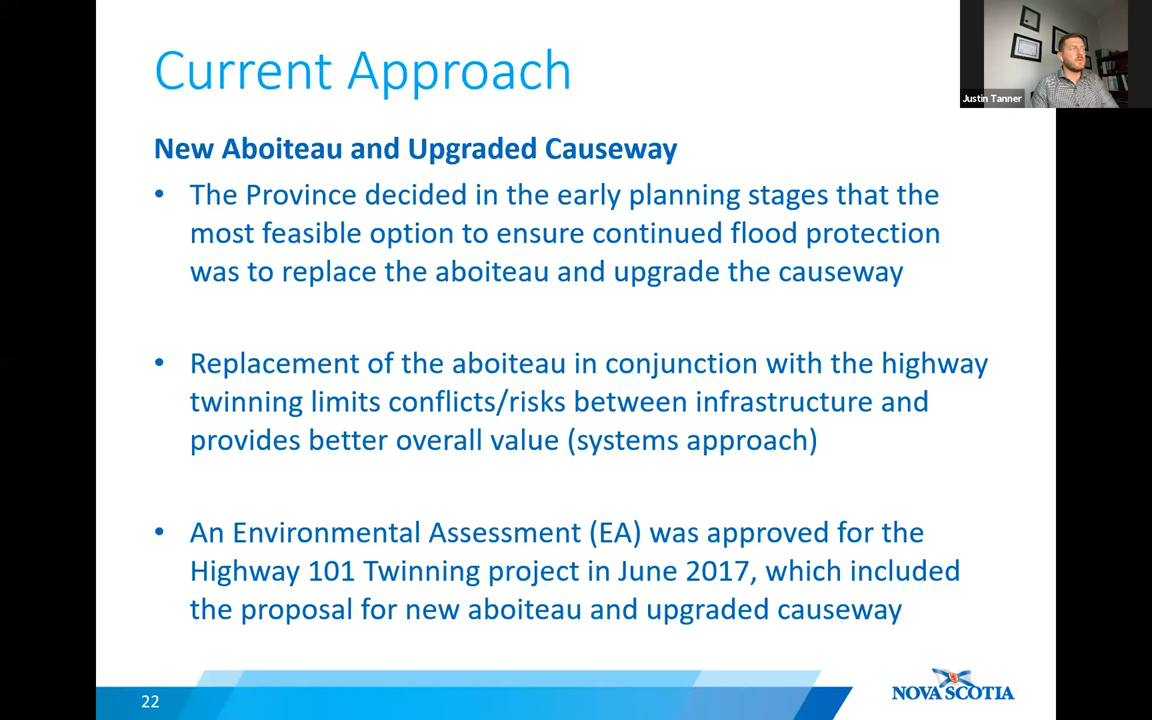 Current Approach
Justin Tanner
New Aboiteau and Upgraded Causeway
• The Province decided in the early planning stages that the
most feasible option to ensure continued flood protection
was to replace the aboiteau and upgrade the causeway
• Replacement of the aboiteau in conjunction with the highway
twinning limits conflicts/risks between infrastructure and
provides better overall value (systems approach)
• An Environmental Assessment (EA) was approved for the
Highway 101 Twinning project in June 2017, which included
the proposal for new aboiteau and upgraded causeway
22
NOVA SCOTIA